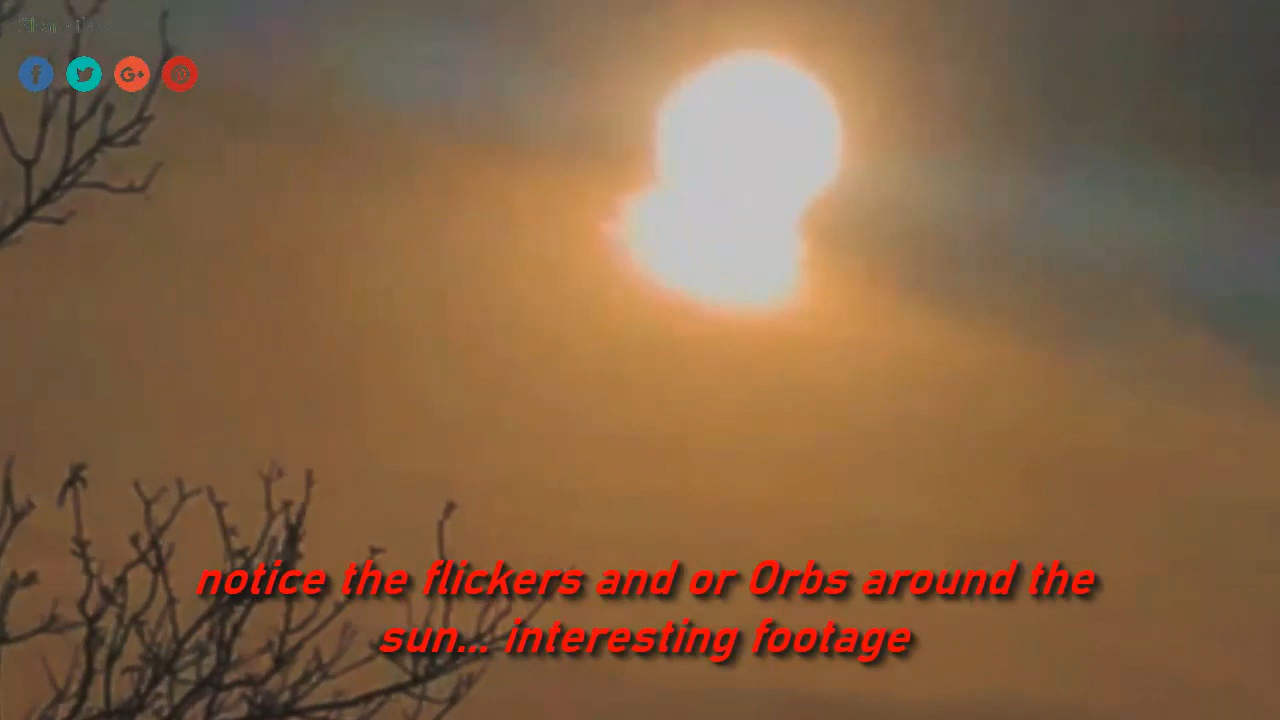 notice the flickers and or Orbs around the
sun... interesting footage